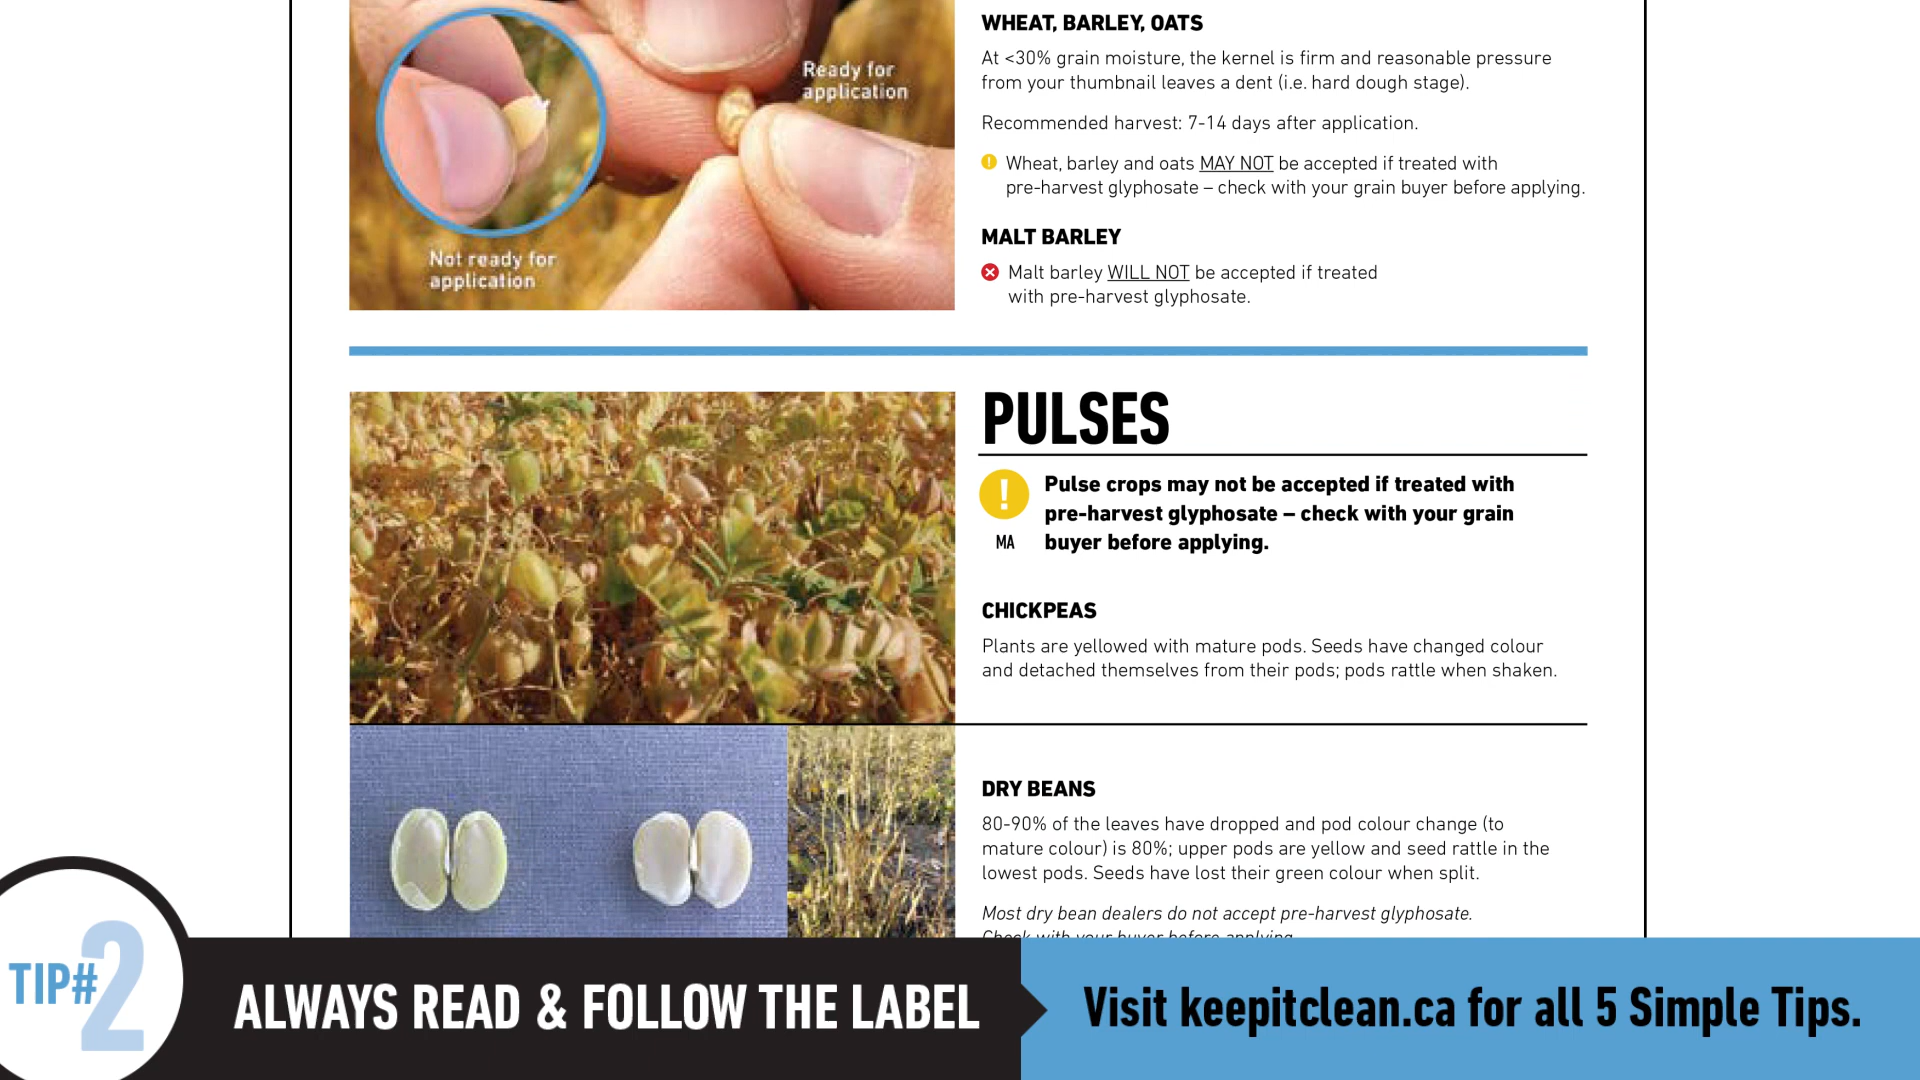 WHEAT, BARLEY, OATS
At <30% grain moisture, the kernel is firm and reasonable pressure
from your thumbnail leaves a dent (i.e. hard dough stage).
Recommended harvest: 7-14 days after application.
! Wheat, barley and oats MAY NOT be accepted if treated with
pre-harvest glyphosate – check with your grain buyer before applying.
MALT BARLEY
Malt barley WILL NOT be accepted if treated
with pre-harvest glyphosate.
Ready for
application
Not ready for
application
PULSES
! Pulse crops may not be accepted if treated with
pre-harvest glyphosate – check with your grain
MA buyer before applying.
CHICKPEAS
Plants are yellowed with mature pods. Seeds have changed colour
and detached themselves from their pods; pods rattle when shaken.
DRY BEANS
80-90% of the leaves have dropped and pod colour change (to
mature colour) is 80%; upper pods are yellow and seed rattle in the
lowest pods. Seeds have lost their green colour when split.
Most dry bean dealers do not accept pre-harvest glyphosate.
Check with your buyer before applying.
TIP#2
ALWAYS READ & FOLLOW THE LABEL
Visit keepitclean.ca for all 5 Simple Tips.